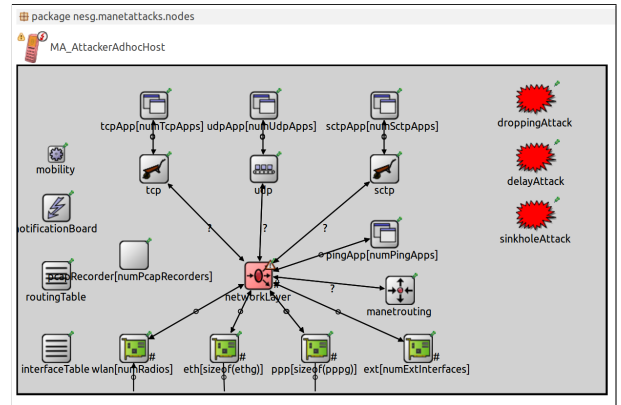 package nesg.manetattacks.nodes
MA_AttackerAdhocHost
tcpApp[numTcpApps] udpApp[numUdpApps] sctpApp[numSctpApps] droppingAttack
mobility tcp udp sctp delayAttack
notificationBoard ? ? ? sinkholeAttack
pingApp[numPingApps]
pcapRecorder[numPcapRecorders]
routingTable networkLayer # ? manetrouting
# # # #
interfaceTable wlan[numRadios] eth[sizeof(ethg)] ppp[sizeof(pppg)] ext[numExtInterfaces]